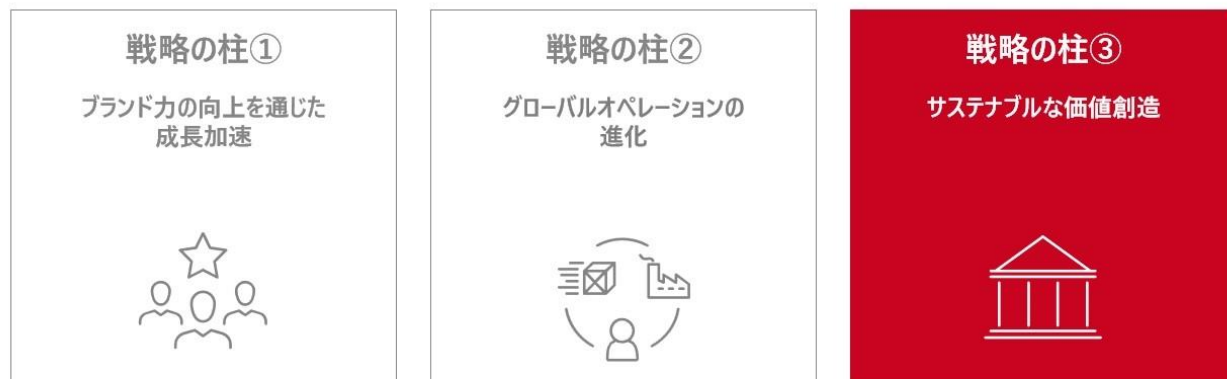 戦略の柱①
ブランド力の向上を通じた
成長加速
戦略の柱②
グローバルオペレーションの
進化
戦略の柱③
サステナブルな価値創造